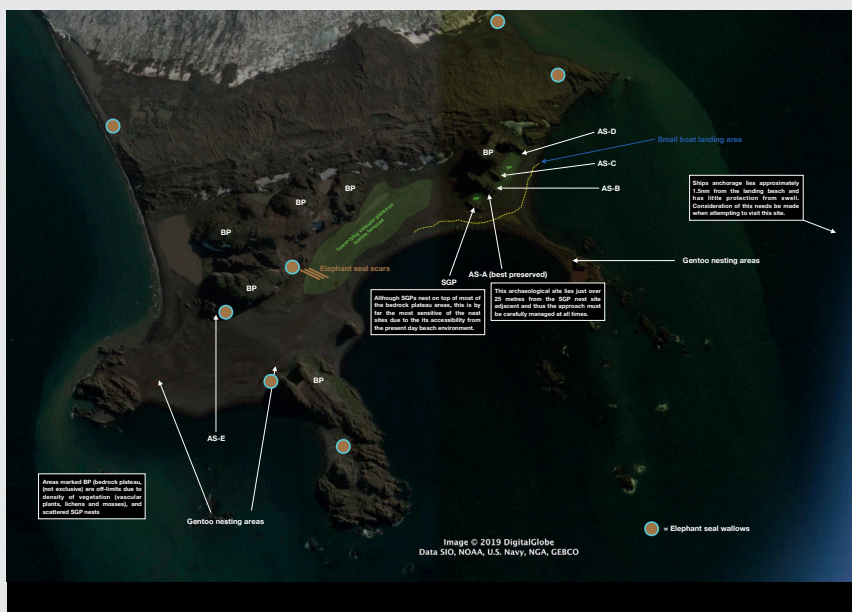 AS-D
Small boat landing area
BP
AS-C
BP
AS-B
Ships anchorage lies approximately
1.5nm from the landing beach and
has little protection from swell.
Consideration of this need be made
when attempting to visit this site.
BP
BP
Elephant seal scars
SGP
AS-A (best preserved)
Gentoo nesting areas
BP
Although SGPs nest on top of most of
the bedrock plateau areas, this is by
far the most sensitive of the nest
sites due to the its accessibility from
the present day beach environment.
This archaeological site lies just over
25 metres from the SGP nest site
adjacent and thus the approach must
be carefully managed at all times.
BP
AS-E
Areas marked BP (bedrock plateau,
(not exclusive) are off-limits due to
density of vegetation (vascular
plants, lichens and mosses), and
scattered SGP nests
Gentoo nesting areas
= Elephant seal wallows
Image © 2019 DigitalGlobe
Data SIO, NOAA, U.S. Navy, NGA, GEBCO